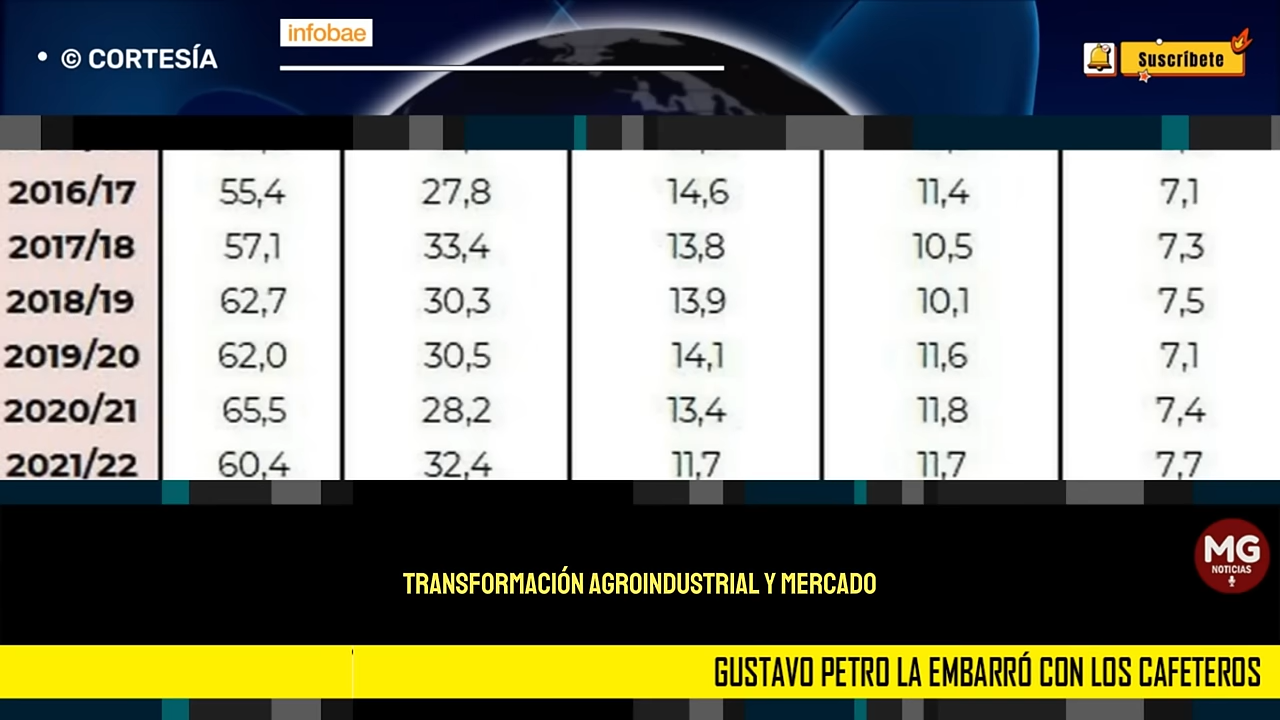 infobae
• © CORTESÍA
Suscríbete
2016/17 55,4 27,8 14,6 11,4 7,1
2017/18 57,1 33,4 13,8 10,5 7,3
2018/19 62,7 30,3 13,9 10,1 7,5
2019/20 62,0 30,5 14,1 11,6 7,1
2020/21 65,5 28,2 13,4 11,8 7,4
2021/22 60,4 32,4 11,7 11,7 7,7
MG
NOTICIAS
TRANSFORMACIÓN AGROINDUSTRIAL Y MERCADO
GUSTAVO PETRO LA EMBARRÓ CON LOS CAFETEROS